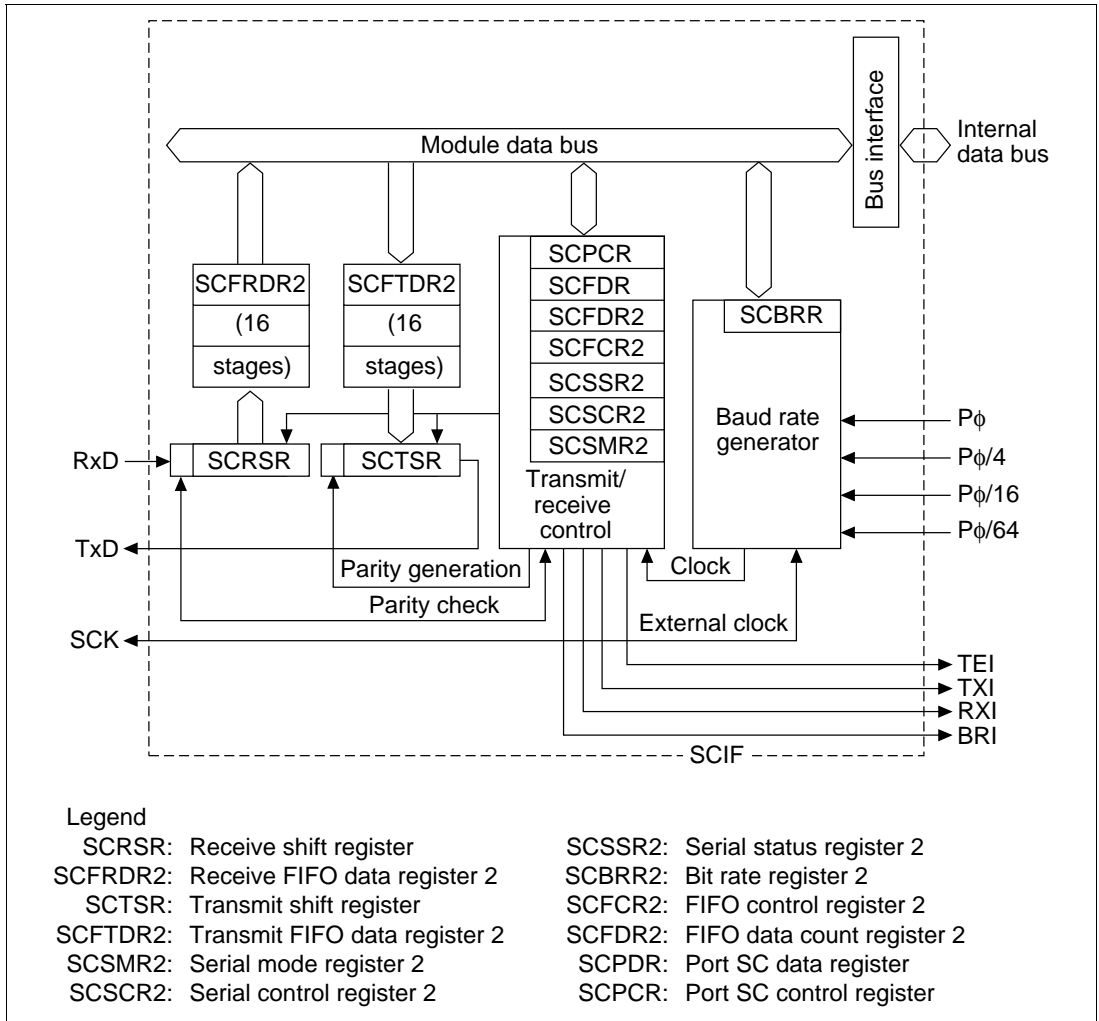 Bus interface
Internal
data bus
Module data bus
SCFRDR2
(16
stages)
SCFTDR2
(16
stages)
SCPCR
SCFDR
SCFDR2
SCFCR2
SCSSR2
SCSCR2
SCSMR2
Transmit/
receive
control
SCBRR
Baud rate
generator
Pϕ
Pϕ/4
Pϕ/16
Pϕ/64
RxD
SCRSR
SCTSR
TxD
Parity generation
Clock
Parity check
SCK
External clock
TEI
TXI
RXI
BRI
SCIF
Legend
SCRSR: Receive shift register
SCFRDR2: Receive FIFO data register 2
SCTSR: Transmit shift register
SCFTDR2: Transmit FIFO data register 2
SCSMR2: Serial mode register 2
SCSCR2: Serial control register 2
SCSSR2: Serial status register 2
SCBRR2: Bit rate register 2
SCFCR2: FIFO control register 2
SCFDR2: FIFO data count register 2
SCPDR: Port SC data register
SCPCR: Port SC control register